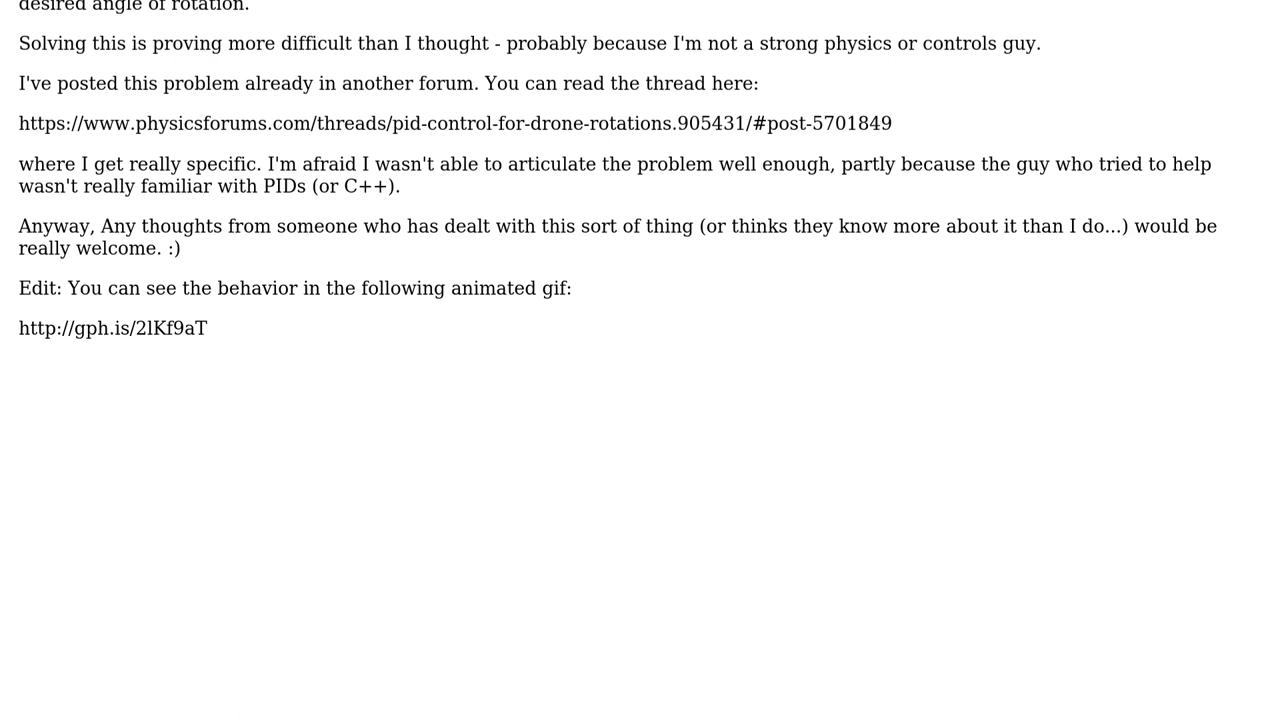 desired angle of rotation.
Solving this is proving more difficult than I thought - probably because I'm not a strong physics or controls guy.
I've posted this problem already in another forum. You can read the thread here:
https://www.physicsforums.com/threads/pid-control-for-drone-rotations.905431/#post-5701849
where I get really specific. I'm afraid I wasn't able to articulate the problem well enough, partly because the guy who tried to help
wasn't really familiar with PIDs (or C++).
Anyway, Any thoughts from someone who has dealt with this sort of thing (or thinks they know more about it than I do...) would be
really welcome. :)
Edit: You can see the behavior in the following animated gif:
http://gph.is/2lKf9aT